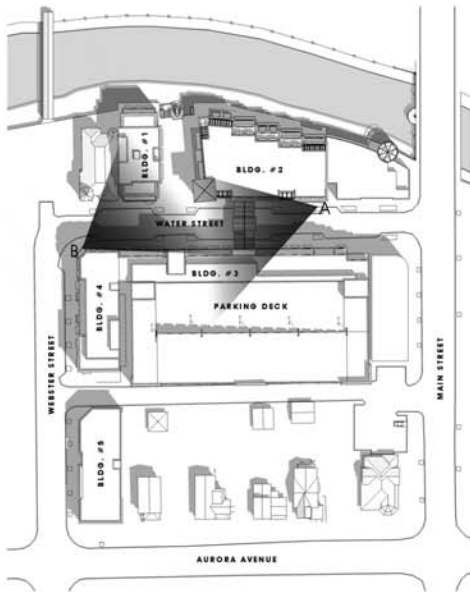 BLDG. #1
BLDG. #2
A
WATER STREET
B
BLDG. #3
BLDG. #4
PARKING DECK
WEBSTER STREET
MAIN STREET
BLDG. #5
AURORA AVENUE